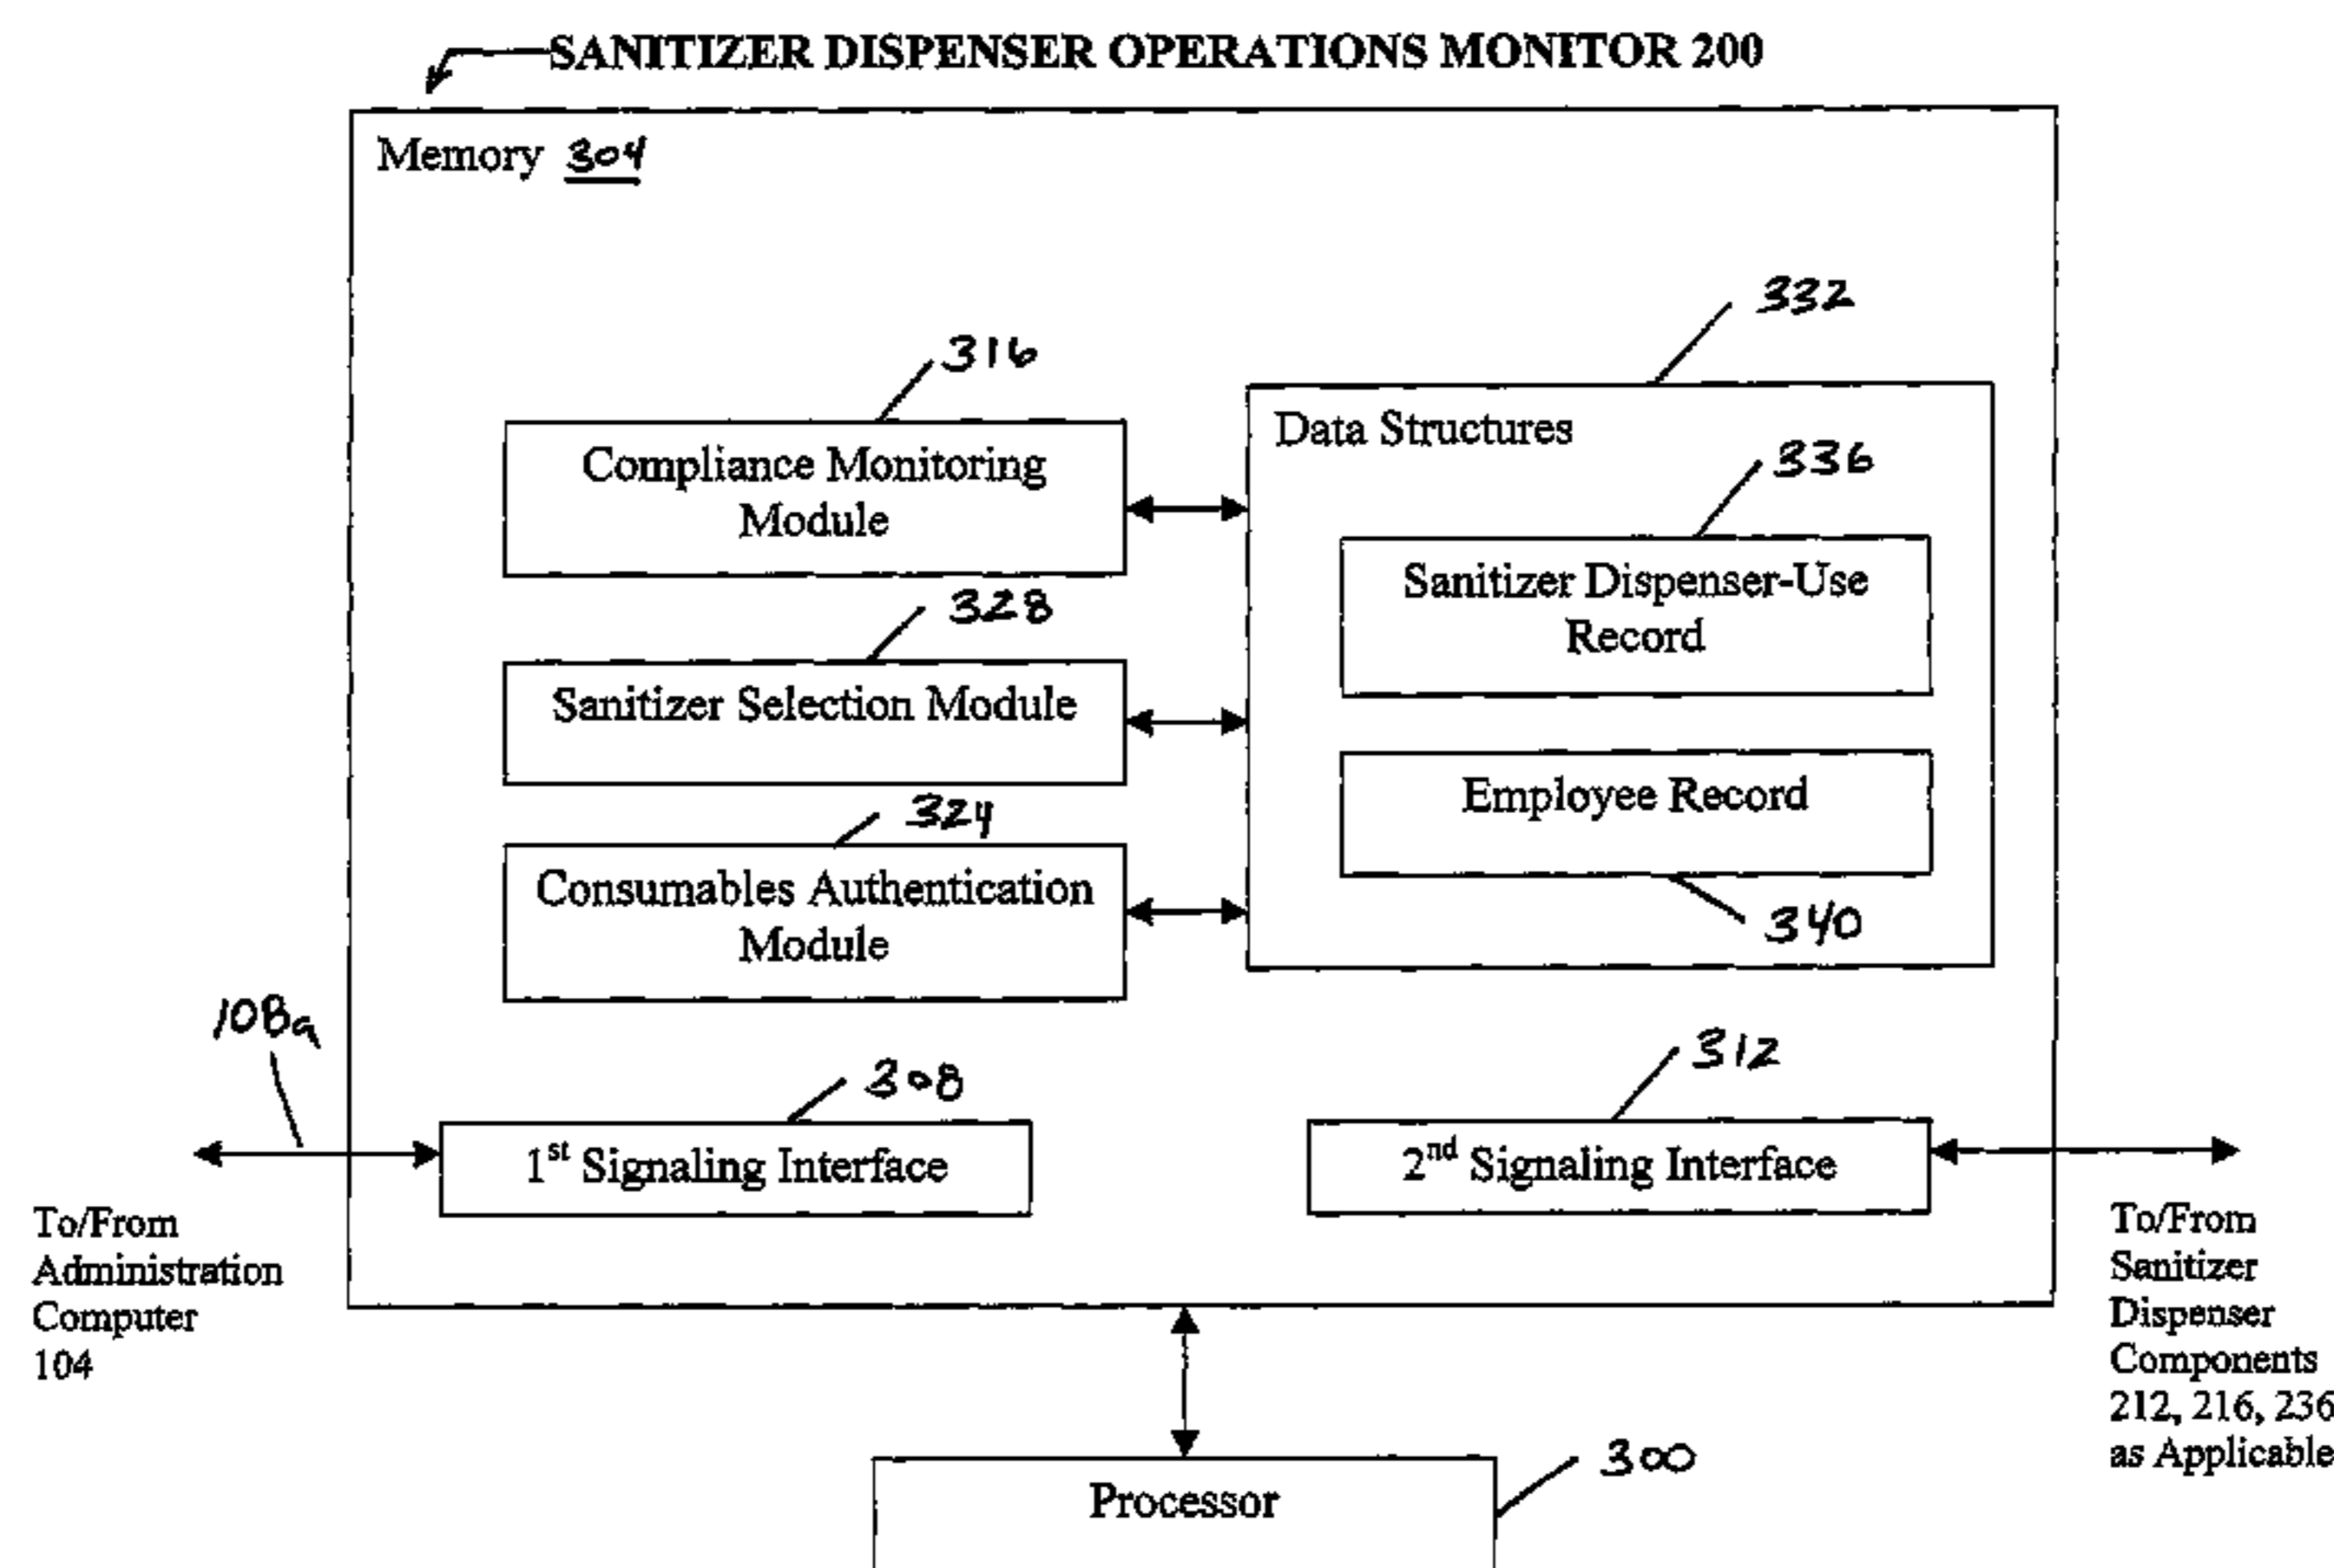 SANITIZER DISPENSER OPERATIONS MONITOR 200
Memory 304
332
316
Data Structures
Compliance Monitoring
Module
336
Sanitizer Dispenser-Use
Record
328
Sanitizer Selection Module
Employee Record
340
324
Consumables Authentication
Module
108a
308
312
1st Signaling Interface
2nd Signaling Interface
To/From
Administration
Computer
104
To/From
Sanitizer
Dispenser
Components
212, 216, 236
as Applicable
300
Processor